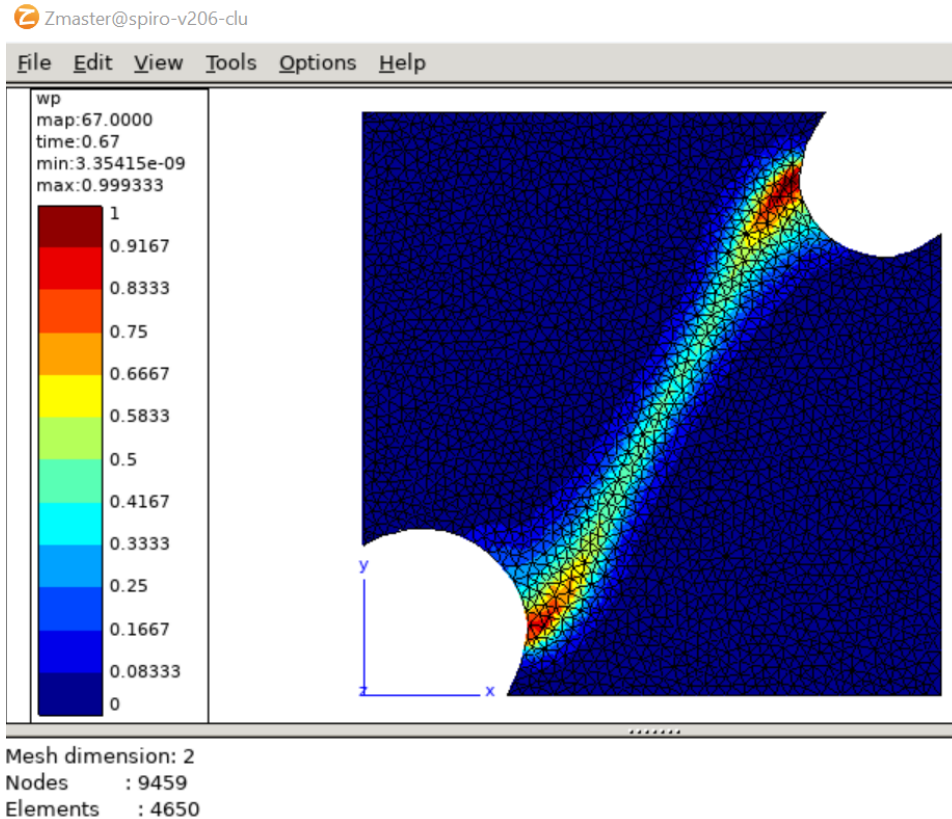 Zmaster@spiro-v206-clu
File Edit View Tools Options Help
wp
map:67.0000
time:0.67
min:3.35415e-09
max:0.999333
1
0.9167
0.8333
0.75
0.6667
0.5833
0.5
0.4167
0.3333
0.25
0.1667
0.08333
0
y
z x
Mesh dimension: 2
Nodes : 9459
Elements : 4650